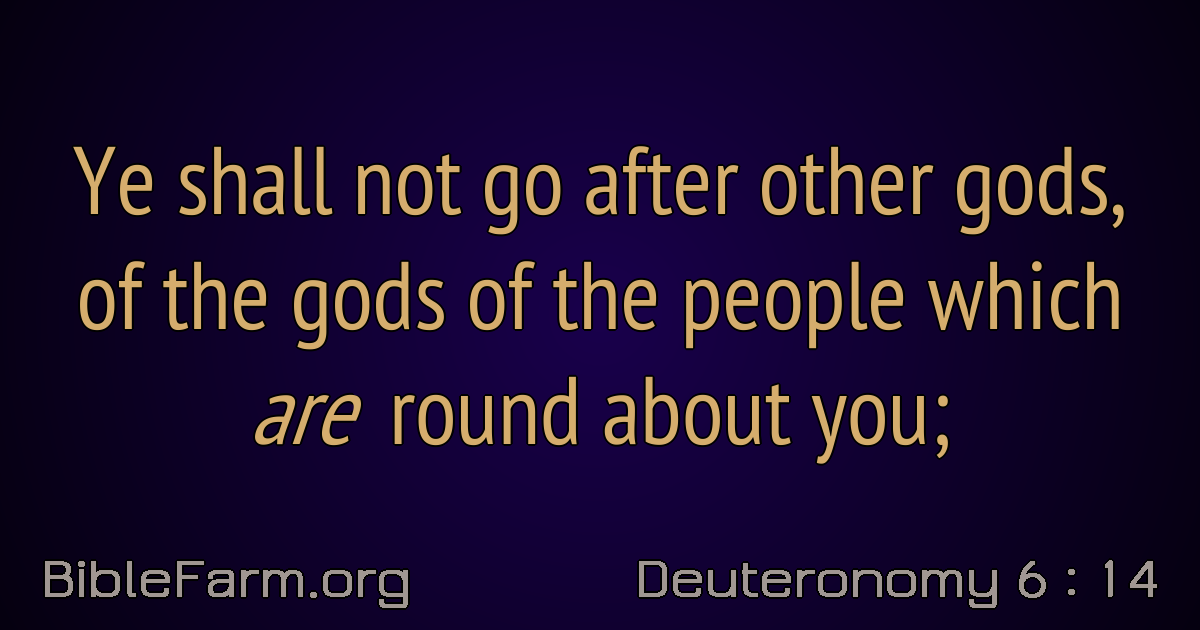 Ye shall not go after other gods,
of the gods of the people which
are round about you;
BibleFarm.org
Deuteronomy 6 : 14